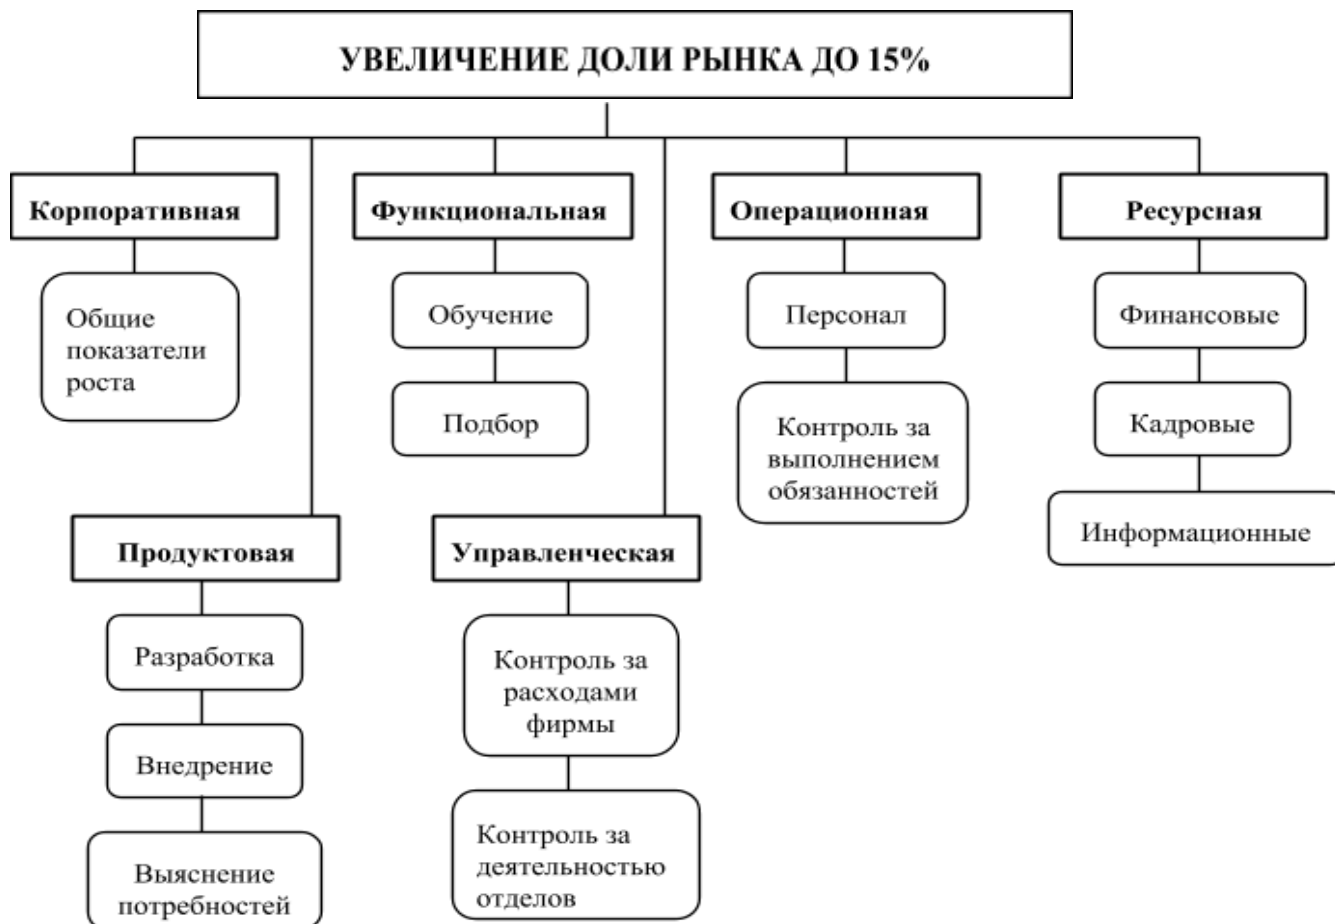 УВЕЛИЧЕНИЕ ДОЛИ РЫНКА ДО 15%
Корпоративная
Общие
показатели
роста
Функциональная
Обучение
Подбор
Операционная
Персонал
Контроль за
выполнением
обязанностей
Ресурсная
Финансовые
Кадровые
Информационные
Продуктовая
Разработка
Внедрение
Выяснение
потребностей
Управленческая
Контроль за
расходами
фирмы
Контроль за
деятельностью
отделов